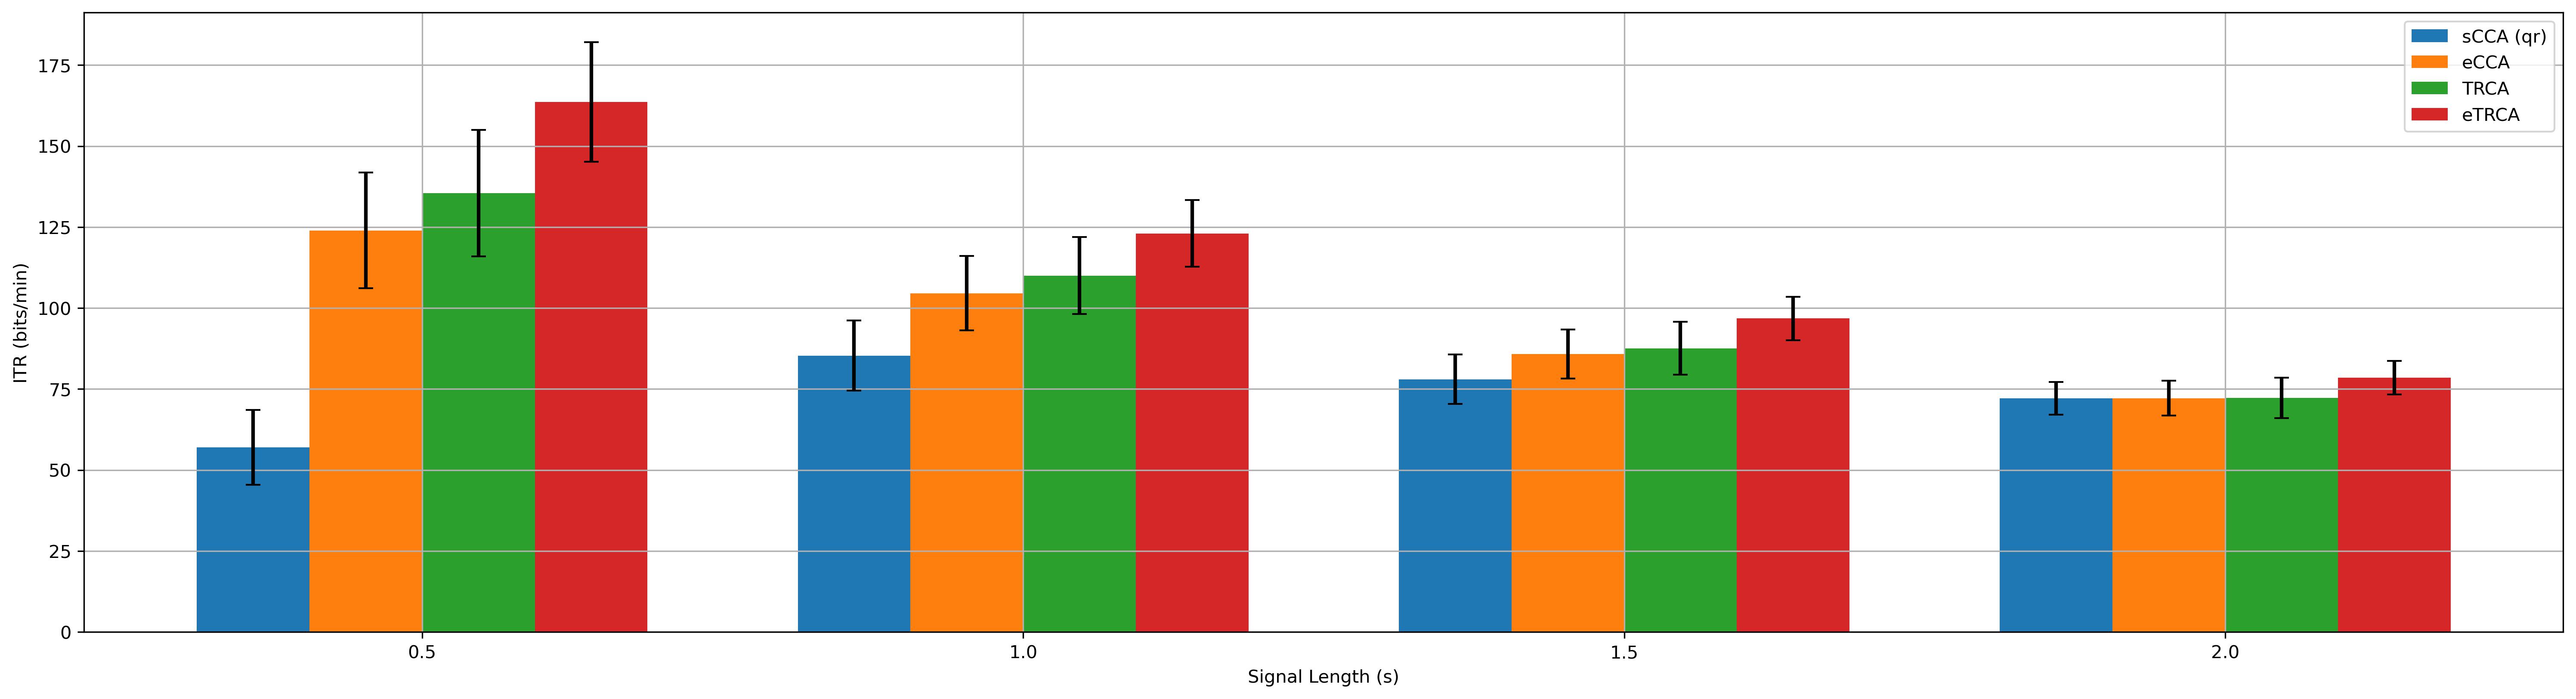 ITR (bits/min)
175
150
125
100
75
50
25
0
0.5
1.0
1.5
2.0
Signal Length (s)
sCCA (qr)
eCCA
TRCA
eTRCA